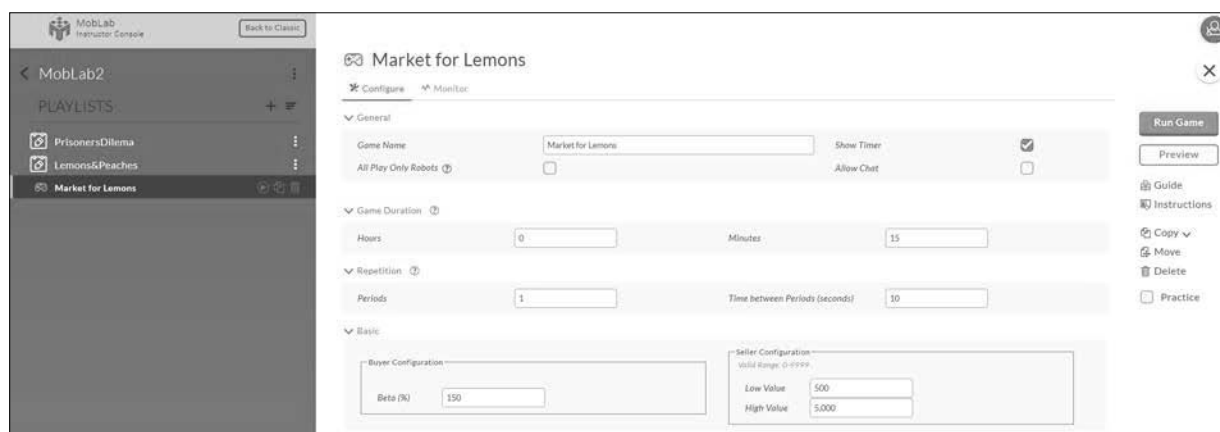 MobLab
Instructor Console
Back to Classic
MobLab2
PLAYLISTS
PrisonersDilema
Lemons&Peaches
Market for Lemons
Market for Lemons
Configure Monitor
General
Game Name Market for Lemons Show Timer
All Play Only Robots ? Allow Chat
Game Duration ?
Hours 0 Minutes 15
Repetition ?
Periods 1 Time between Periods (seconds) 10
Basic
Buyer Configuration
Beta (%) 150
Seller Configuration
Valid Range: 0-9999
Low Value 500
High Value 5,000
Run Game
Preview
Guide
Instructions
Copy
Move
Delete
Practice